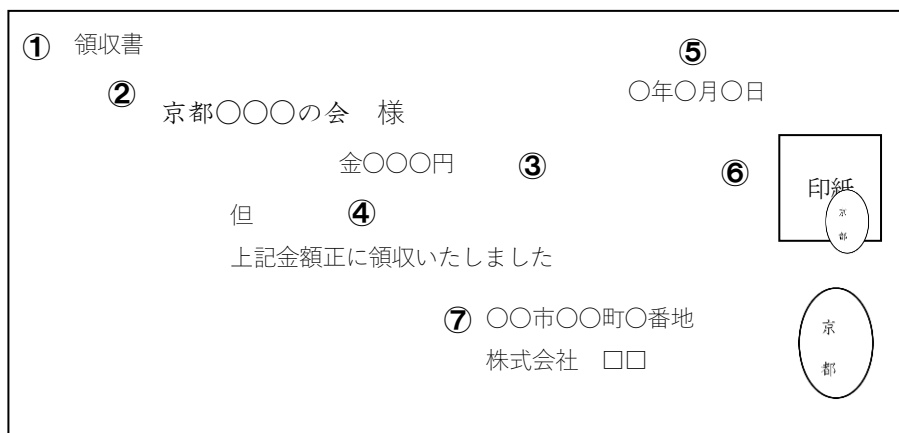 ① 領収書
⑤
〇年〇月〇日
②
京都〇〇〇の会 様
金〇〇〇円 ③
⑥
印紙
京
都
但 ④
上記金額正に領収いたしました
⑦ 〇〇市〇〇町〇番地
株式会社 □□
京
都